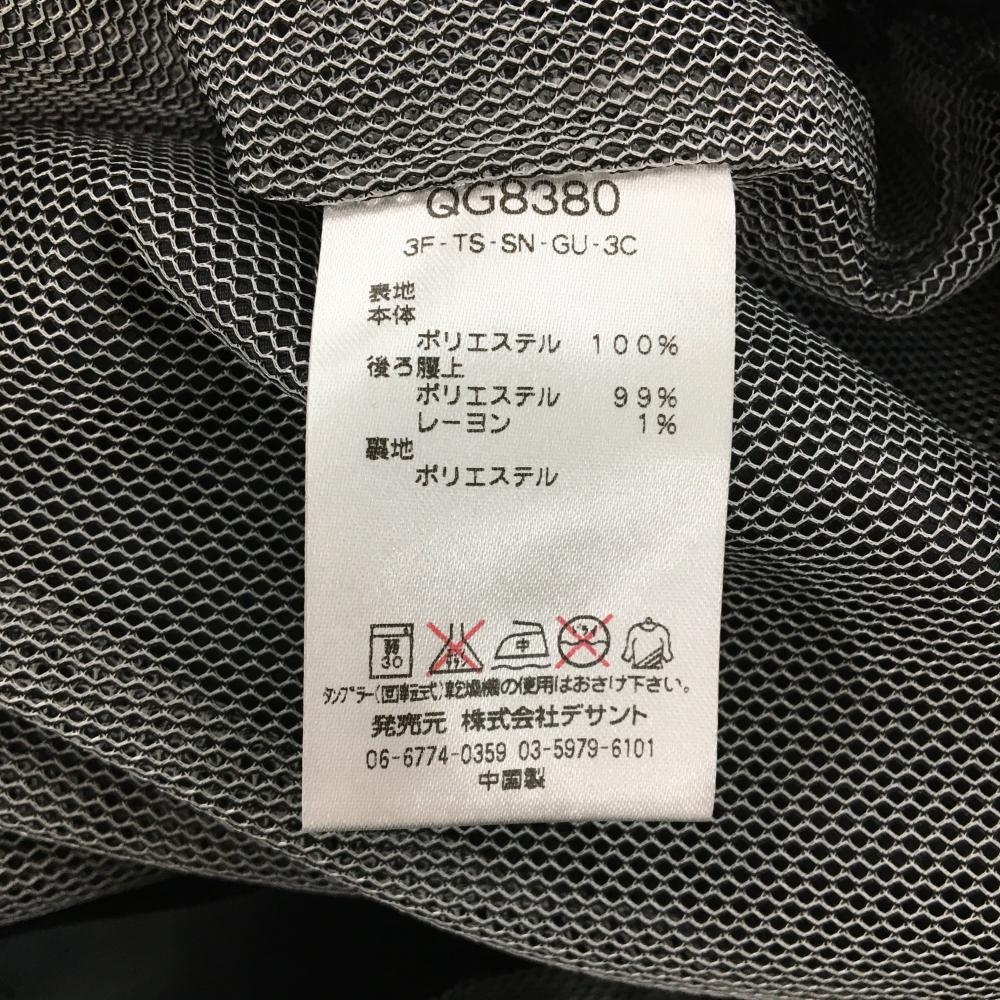 QG8380
3F-TS-SN-GU-3C
表地
本体
ポリエステル 100%
後ろ腰上
ポリエステル 99%
レーヨン 1%
裏地
ポリエステル
弱 30 中 ドライ
タンブラー(回転式)乾燥機の使用はおさけ下さい。
発売元 株式会社デサント
06-6774-0359 03-5979-6101
中国製